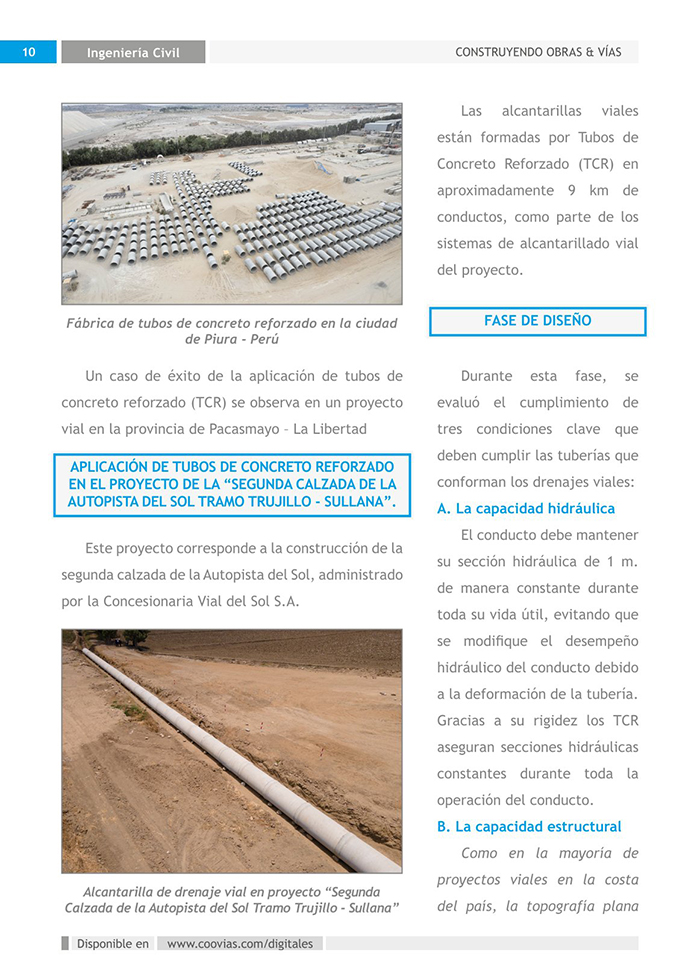 10
Ingenieria Civil
CONSTRUYENDO OBRAS & VÍAS
Fábrica de tubos de concreto reforzado en la ciudad
de Piura - Perú
Un caso de éxito de la aplicación de tubos de
concreto reforzado (TCR) se observa en un proyecto
vial en la provincia de Pacasmayo – La Libertad
APLICACIÓN DE TUBOS DE CONCRETO REFORZADO
EN EL PROYECTO DE LA “SEGUNDA CALZADA DE LA
AUTOPISTA DEL SOL TRAMO TRUJILLO - SULLANA”.
Este proyecto corresponde a la construcción de la
segunda calzada de la Autopista del Sol, administrado
por la Concesionaria Vial del Sol S.A.
Alcantarilla de drenaje vial en proyecto “Segunda
Calzada de la Autopista del Sol Tramo Trujillo - Sullana”
Las alcantarillas viales
están formadas por Tubos de
Concreto Reforzado (TCR) en
aproximadamente 9 km de
conductos, como parte de los
sistemas de alcantarillado vial
del proyecto.
FASE DE DISEÑO
Durante esta fase, se
evaluó el cumplimiento de
tres condiciones clave que
deben cumplir las tuberías que
conforman los drenajes viales:
A. La capacidad hidráulica
El conducto debe mantener
su sección hidráulica de 1 m.
de manera constante durante
toda su vida útil, evitando que
se modifique el desempeño
hidráulico del conducto debido
a la deformación de la tubería.
Gracias a su rigidez los TCR
aseguran secciones hidráulicas
constantes durante toda la
operación del conducto.
B. La capacidad estructural
Como en la mayoría de
proyectos viales en la costa
del país, la topografía plana
Disponible en
www.coovias.com/digitales